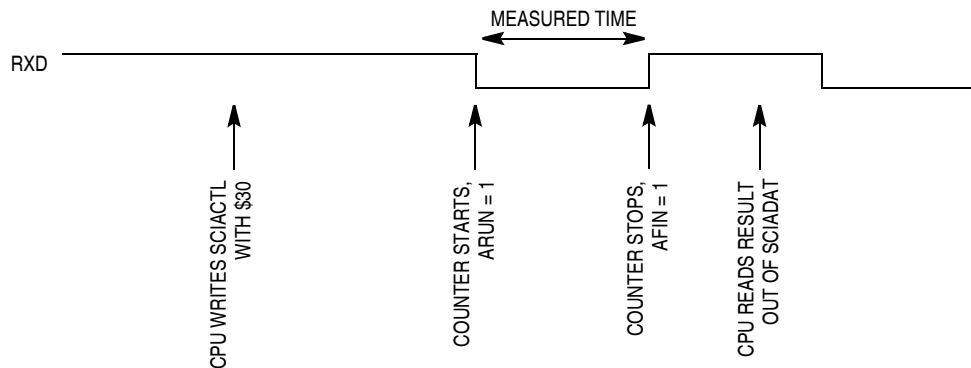 MEASURED TIME
RXD
CPU WRITES SCIACTL
WITH $30
COUNTER STARTS,
ARUN = 1
COUNTER STOPS,
AFIN = 1
CPU READS RESULT
OUT OF SCIADAT